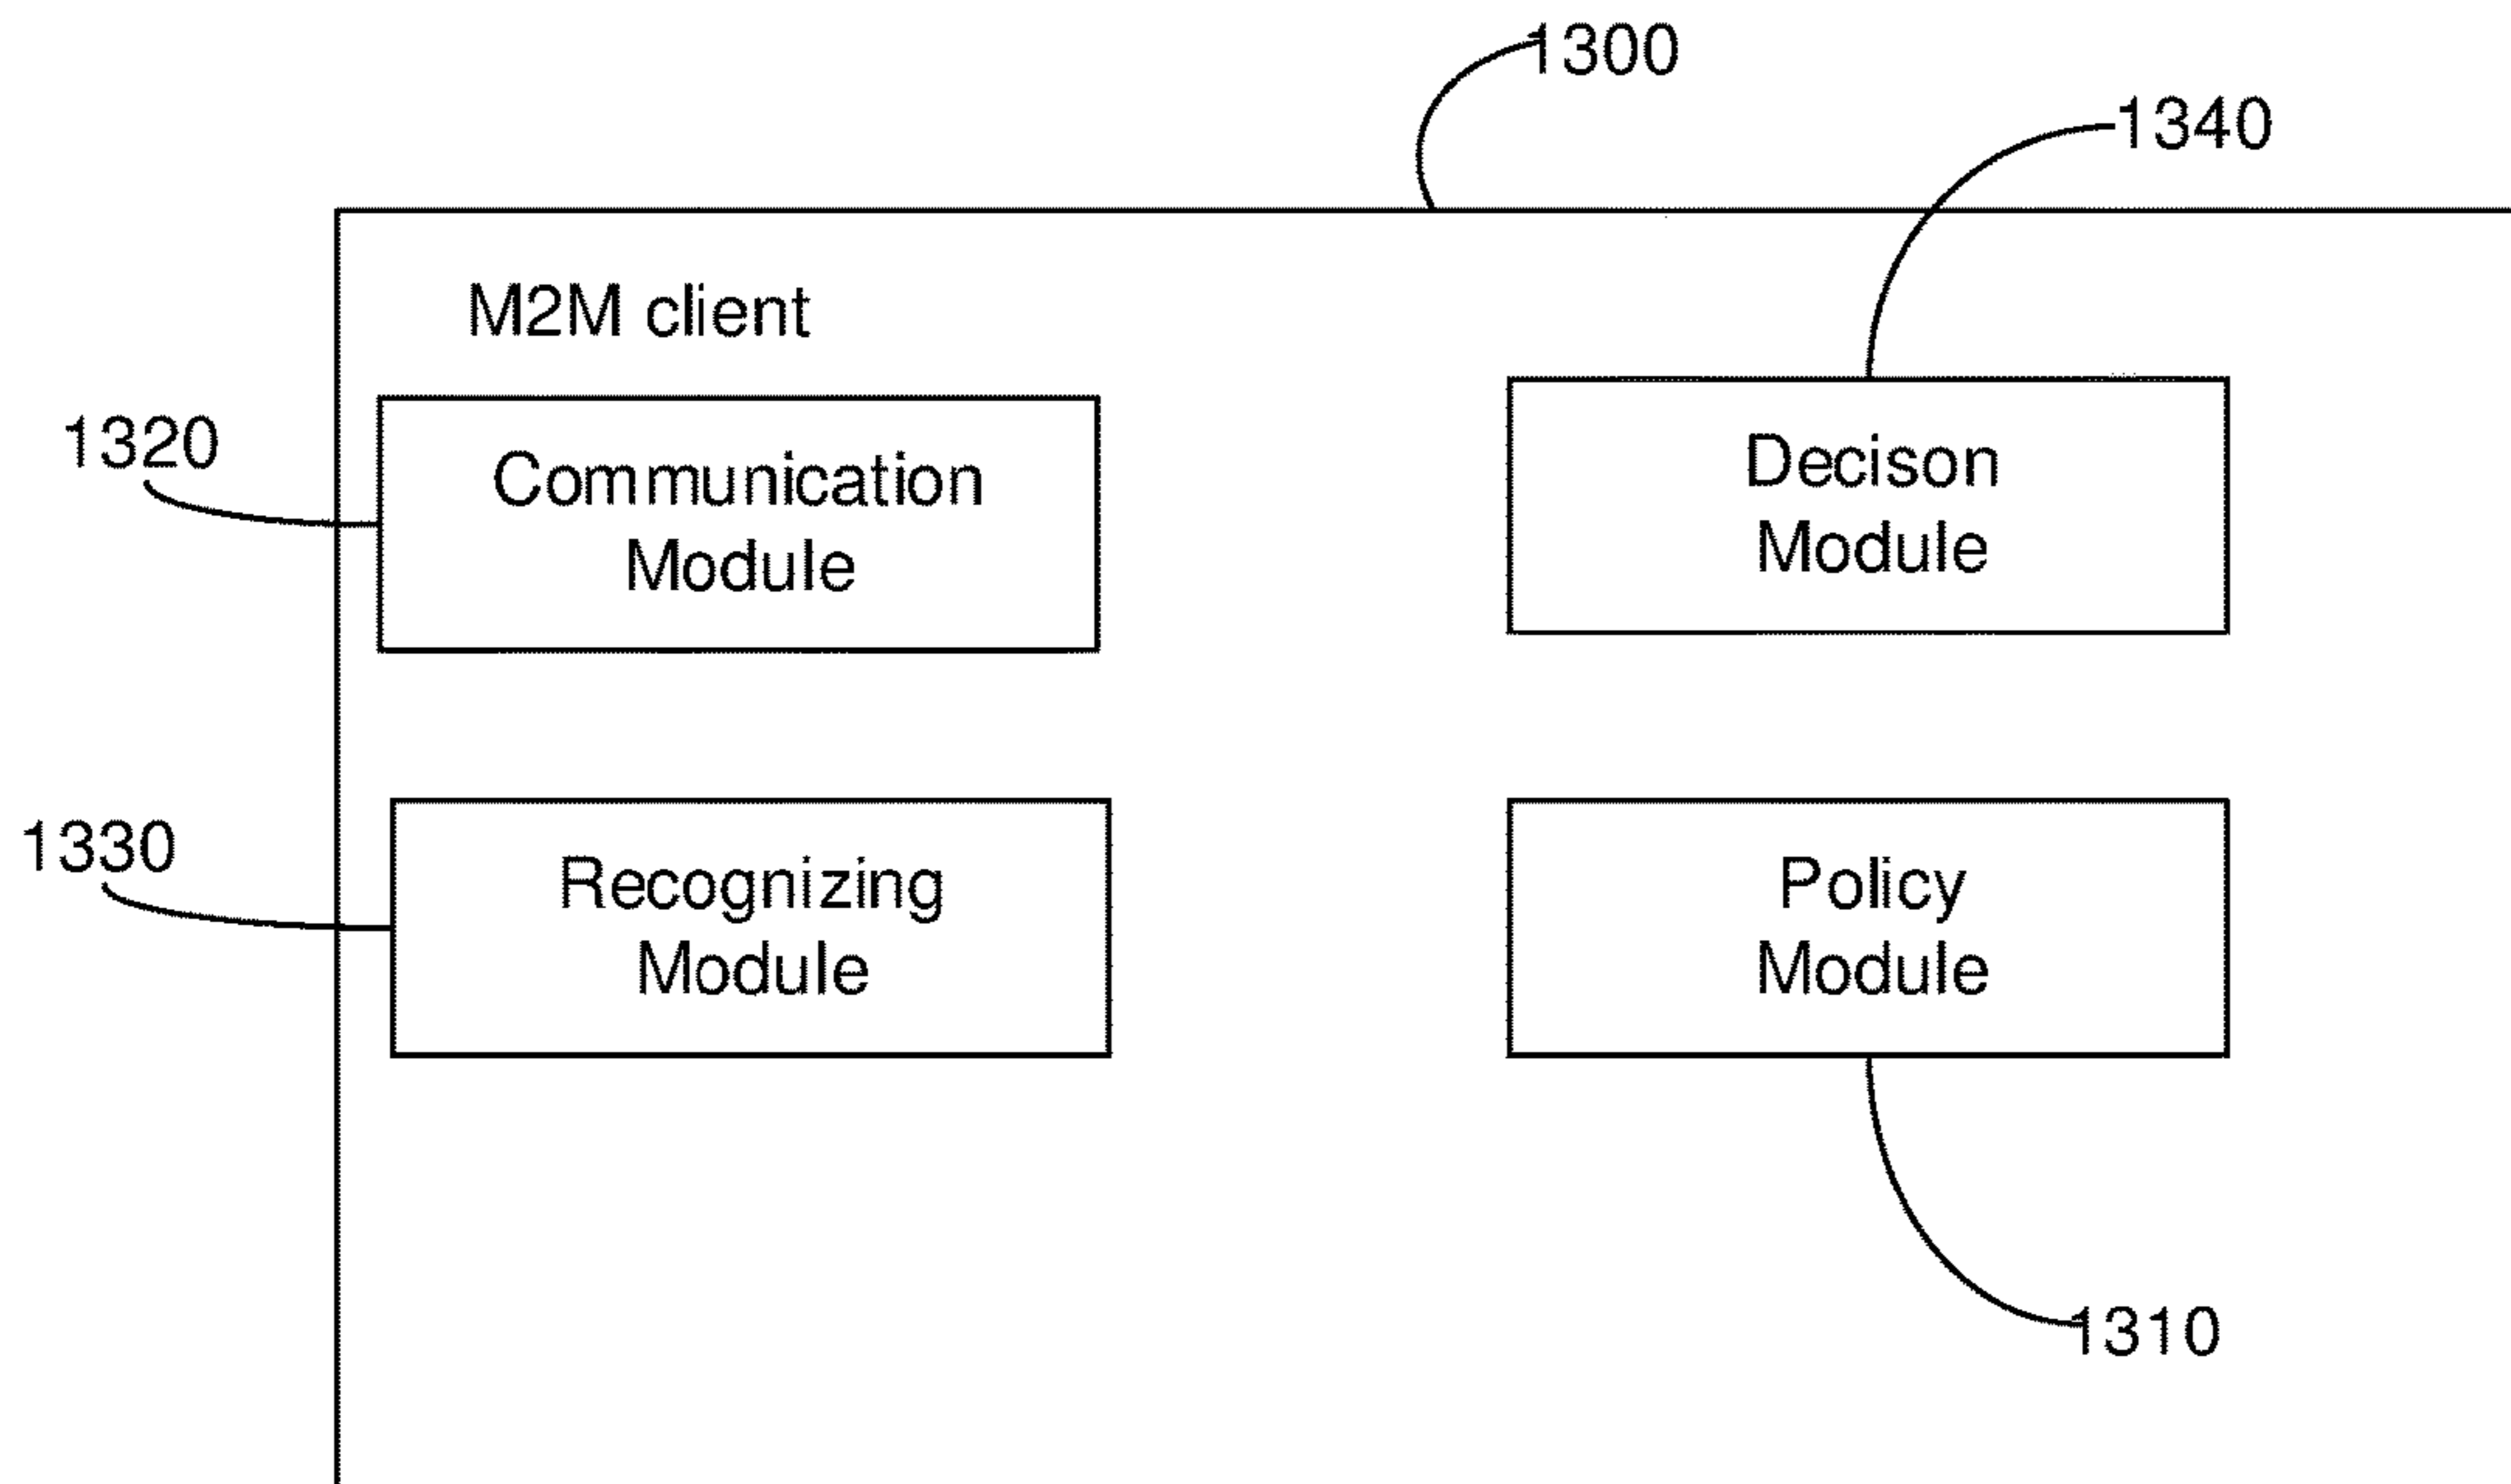 1300
1340
M2M client
1320
Communication
Module
Decison
Module
1330
Recognizing
Module
Policy
Module
1310